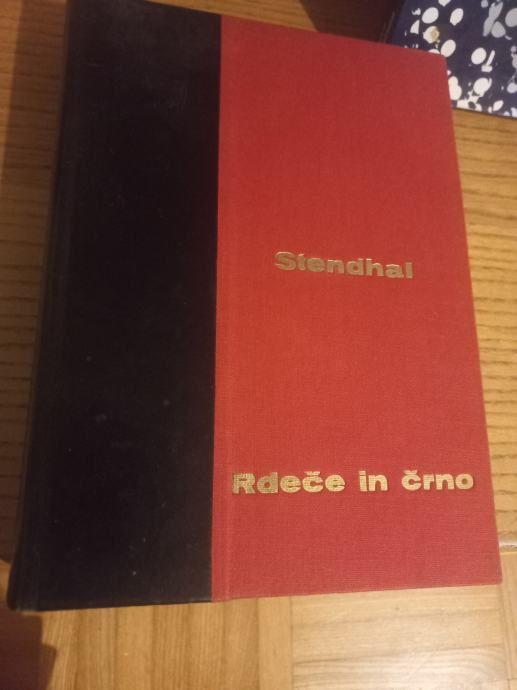 Stendhal
Rdeče in črno